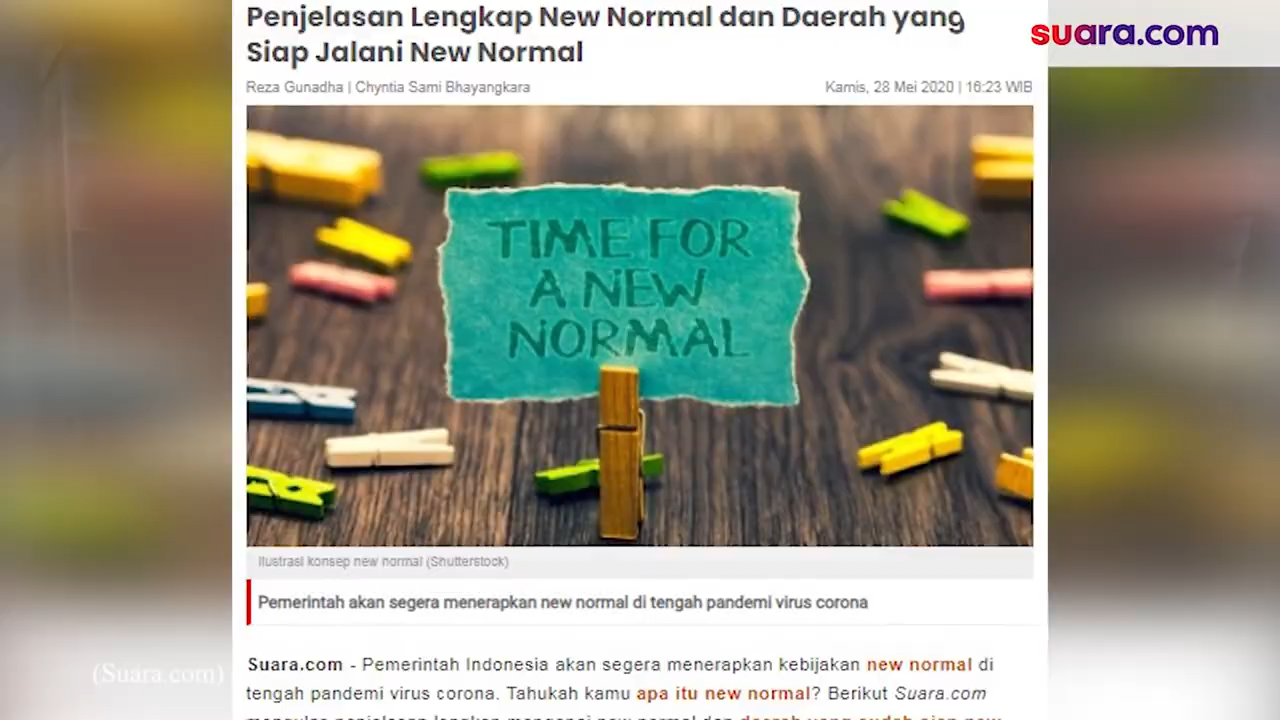 Penjelasan Lengkap New Normal dan Daerah yang
Siap Jalani New Normal
suara.com
Reza Gunadha | Chyntia Sami Bhayangkara
Kamis, 28 Mei 2020 | 16:23 WIB
TIME FOR
A NEW
NORMAL
Ilustrasi konsep new normal (Shutterstock)
Pemerintah akan segera menerapkan new normal di tengah pandemi virus corona
Suara.com - Pemerintah Indonesia akan segera menerapkan kebijakan new normal di
(Suara.com)
tengah pandemi virus corona. Tahukah kamu apa itu new normal? Berikut Suara.com